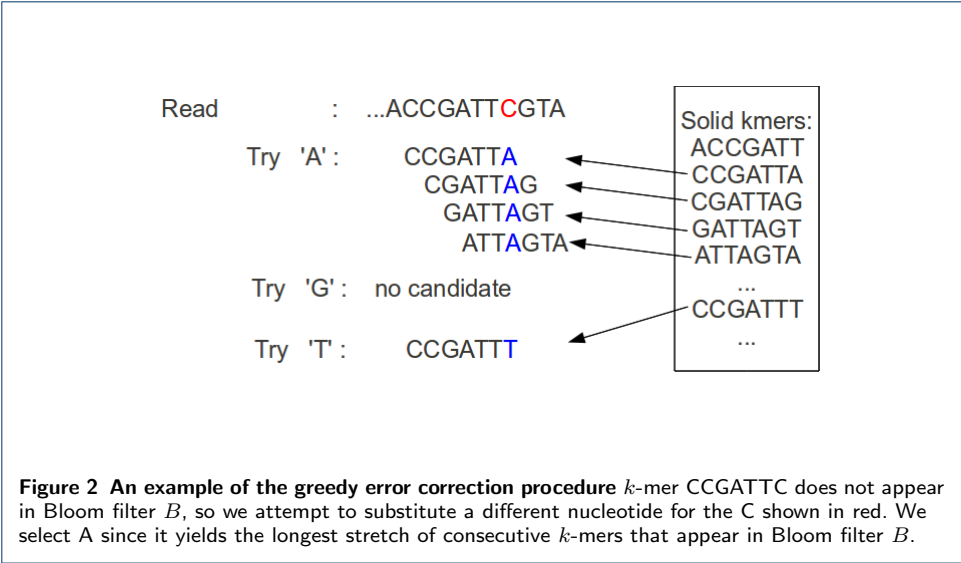 Read : ...ACCGATTCGTA
Try 'A' : CCGATTA
CGATTAG
GATTAGT
ATTAGTA
Try 'G' : no candidate
Try 'T' : CCGATTT
Solid kmers:
ACCGATT
CCGATTA
CGATTAG
GATTAGT
ATTAGTA
...
CCGATTT
...
Figure 2 An example of the greedy error correction procedure k-mer CCGATTC does not appear
in Bloom filter B, so we attempt to substitute a different nucleotide for the C shown in red. We
select A since it yields the longest stretch of consecutive k-mers that appear in Bloom filter B.